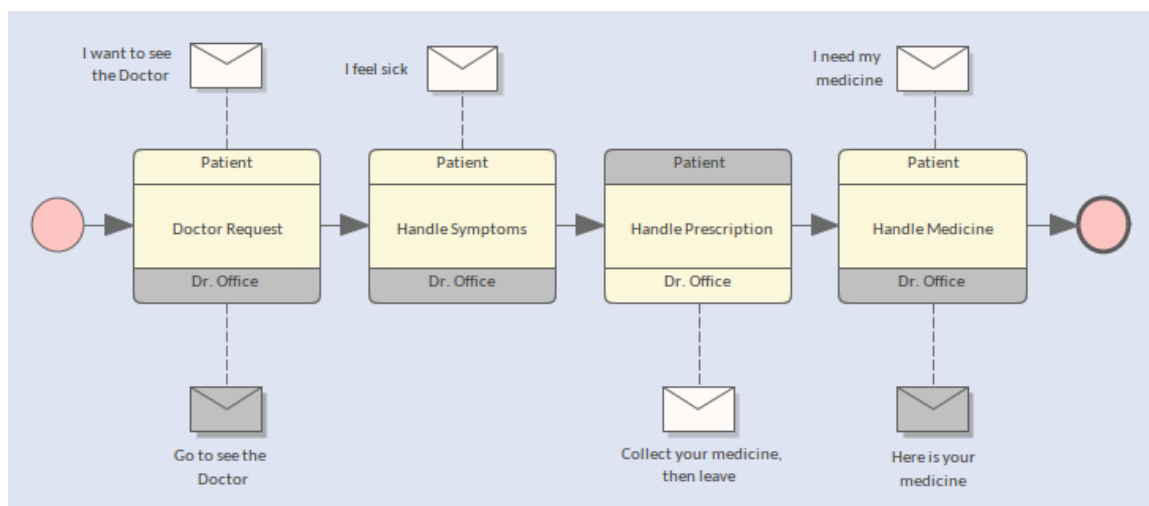 I want to see
the Doctor
I feel sick
I need my
medicine
Patient
Patient
Patient
Patient
Doctor Request
Handle Symptoms
Handle Prescription
Handle Medicine
Dr. Office
Dr. Office
Dr. Office
Dr. Office
Go to see the
Doctor
Collect your medicine,
then leave
Here is your
medicine